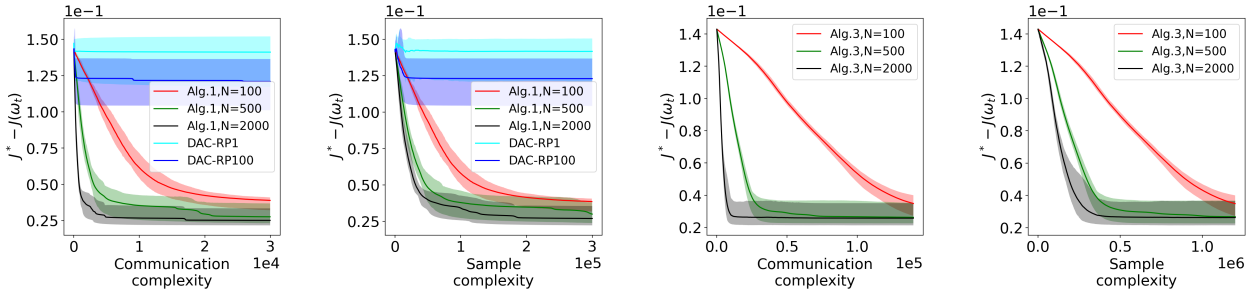 1e−1
J* − J(ω_t)
1.50
1.25
1.00
0.75
0.50
0.25
Alg.1,N=100
Alg.1,N=500
Alg.1,N=2000
DAC-RP1
DAC-RP100
0 1 2 3
1e4
Communication
complexity
1e−1
J* − J(ω_t)
1.50
1.25
1.00
0.75
0.50
0.25
Alg.1,N=100
Alg.1,N=500
Alg.1,N=2000
DAC-RP1
DAC-RP100
0 1 2 3
1e5
Sample
complexity
1e−1
J* − J(ω_t)
1.4
1.2
1.0
0.8
0.6
0.4
0.2
Alg.3,N=100
Alg.3,N=500
Alg.3,N=2000
0.0 0.5 1.0
1e5
Communication
complexity
1e−1
J* − J(ω_t)
1.4
1.2
1.0
0.8
0.6
0.4
0.2
Alg.3,N=100
Alg.3,N=500
Alg.3,N=2000
0.0 0.5 1.0
1e6
Sample
complexity